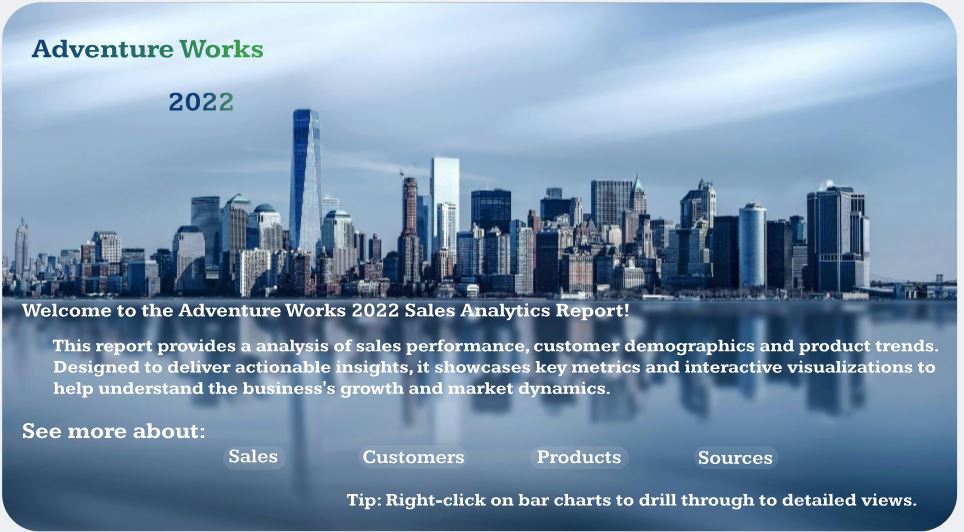 Adventure Works
2022
Welcome to the Adventure Works 2022 Sales Analytics Report!
This report provides a analysis of sales performance, customer demographics and product trends.
Designed to deliver actionable insights, it showcases key metrics and interactive visualizations to
help understand the business's growth and market dynamics.
See more about:
Sales Customers Products Sources
Tip: Right-click on bar charts to drill through to detailed views.